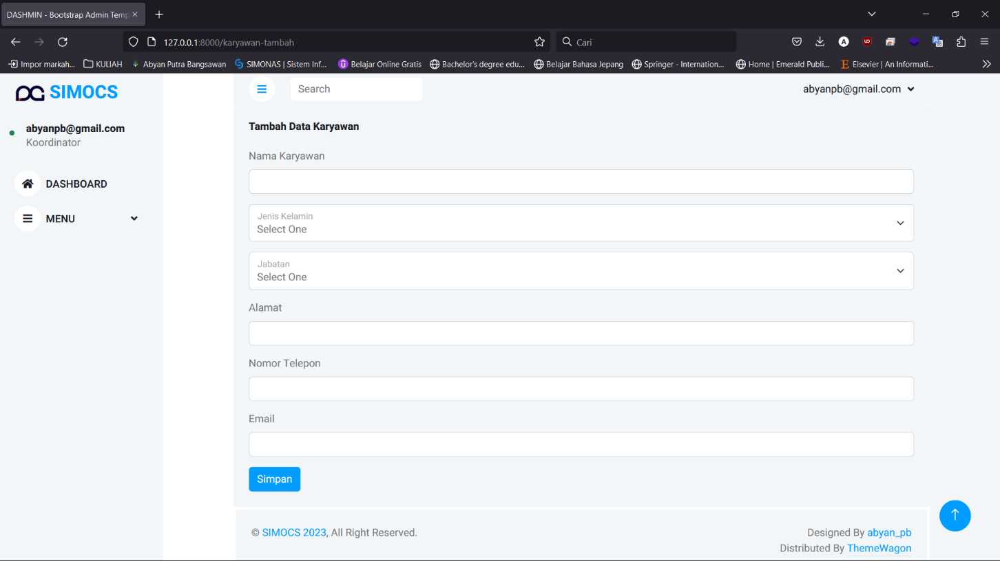 DASHMIN - Bootstrap Admin Temp
127.0.0.1:8000/karyawan-tambah
Cari
Impor markah...
KULIAH
Abyan Putra Bangsawan
SIMONAS | Sistem Inf...
Belajar Online Gratis
Bachelor's degree edu...
Belajar Bahasa Jepang
Springer - Internation...
Home | Emerald Publi...
Elsevier | An Informati...
SIMOCS
Search
abyanpb@gmail.com
abyanpb@gmail.com
Koordinator
DASHBOARD
MENU
Tambah Data Karyawan
Nama Karyawan
Jenis Kelamin
Select One
Jabatan
Select One
Alamat
Nomor Telepon
Email
Simpan
© SIMOCS 2023, All Right Reserved.
Designed By abyan_pb
Distributed By ThemeWagon